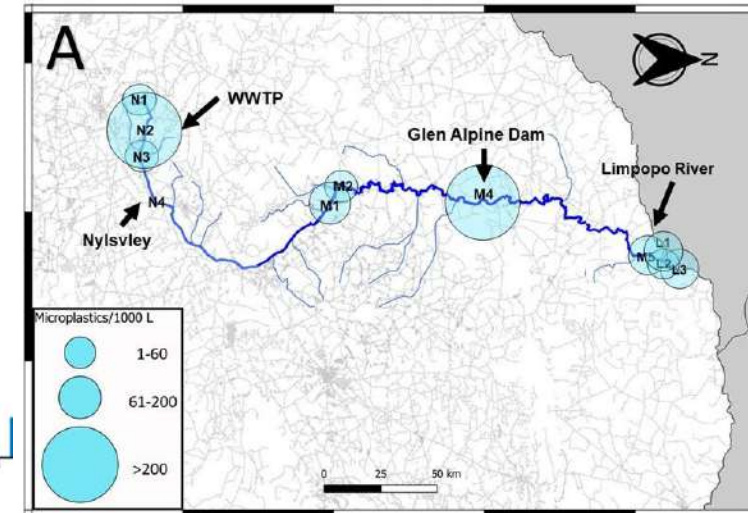 A
N
N1
WWTP
N2
N3
Glen Alpine Dam
M2
M4
Limpopo River
N4
M1
Nylsvley
L1
M5
L2
L3
Microplastics/1000 L
1-60
61-200
>200
0 25 50 km